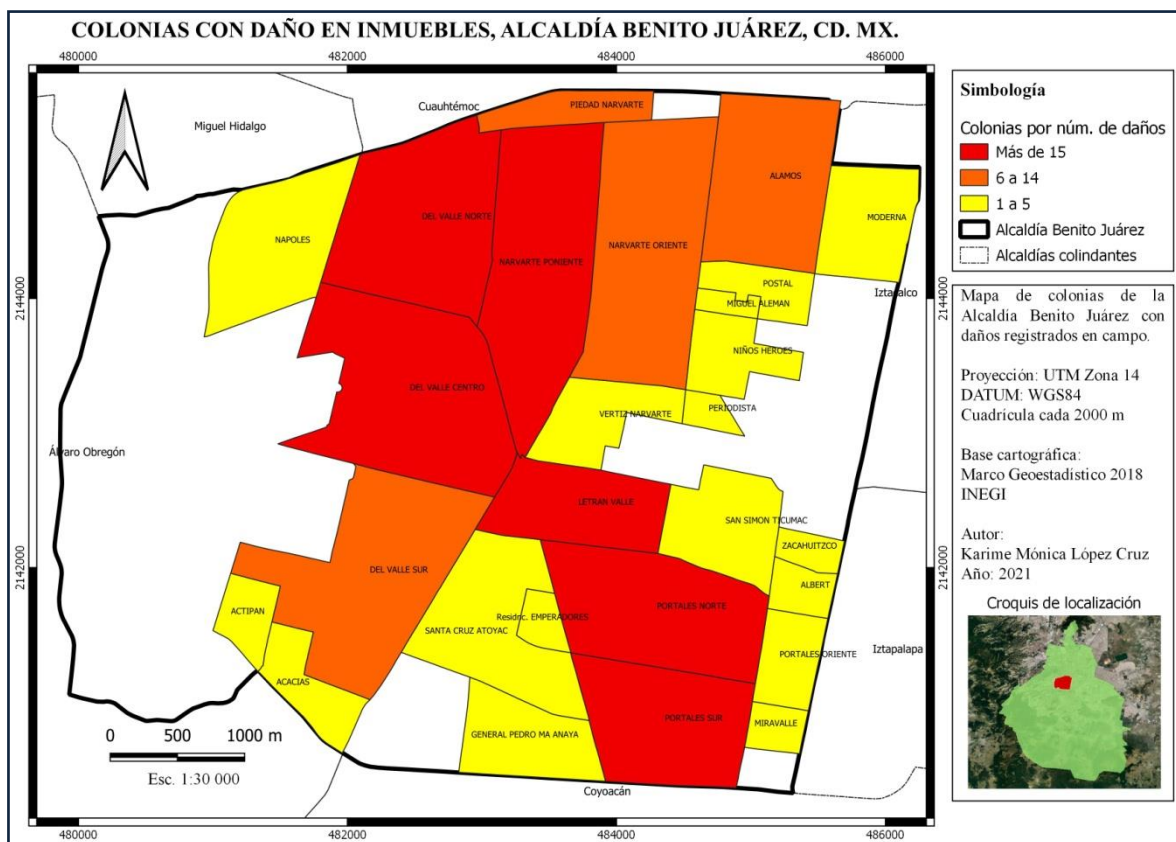 COLONIAS CON DAÑO EN INMUEBLES, ALCALDÍA BENITO JUÁREZ, CD. MX.
480000
482000
484000
486000
Cuauhtémoc
PIEDAD NARVARTE
Miguel Hidalgo
ALAMOS
DEL VALLE NORTE
MODERNA
NAPOLES
NARVARTE ORIENTE
NARVARTE PONIENTE
POSTAL
2144000
Iztacalco
2144000
MIGUEL ALEMAN
NIÑOS HEROES
DEL VALLE CENTRO
PERIODISTA
VERTIZ NARVARTE
Álvaro Obregón
LETRAN VALLE
SAN SIMON TICUMAC
ZACAHUITZCO
2142000
2142000
DEL VALLE SUR
ALBERT
PORTALES NORTE
ACTIPAN
Residric. EMPERADORES
SANTA CRUZ ATOYAC
PORTALES ORIENTE
Iztapalapa
ACACIAS
PORTALES SUR
MIRAVALLE
GENERAL PEDRO MA ANAYA
0 500 1000 m
Esc. 1:30 000
Coyoacán
480000
482000
484000
486000
Simbología
Colonias por núm. de daños
Más de 15
6 a 14
1 a 5
Alcaldía Benito Juárez
Alcaldías colindantes
Mapa de colonias de la
Alcaldía Benito Juárez con
daños registrados en campo.
Proyección: UTM Zona 14
DATUM: WGS84
Cuadrícula cada 2000 m
Base cartográfica:
Marco Geoestadístico 2018
INEGI
Autor:
Karime Mónica López Cruz
Año: 2021
Croquis de localización